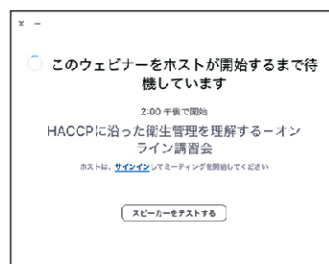 このウェビナーをホストが開始するまで待
機しています
2:00 午後で開始
HACCPに沿った衛生管理を理解する－オン
ライン講習会
ホストは、サインインしてミーティングを開始してください
スピーカーをテストする